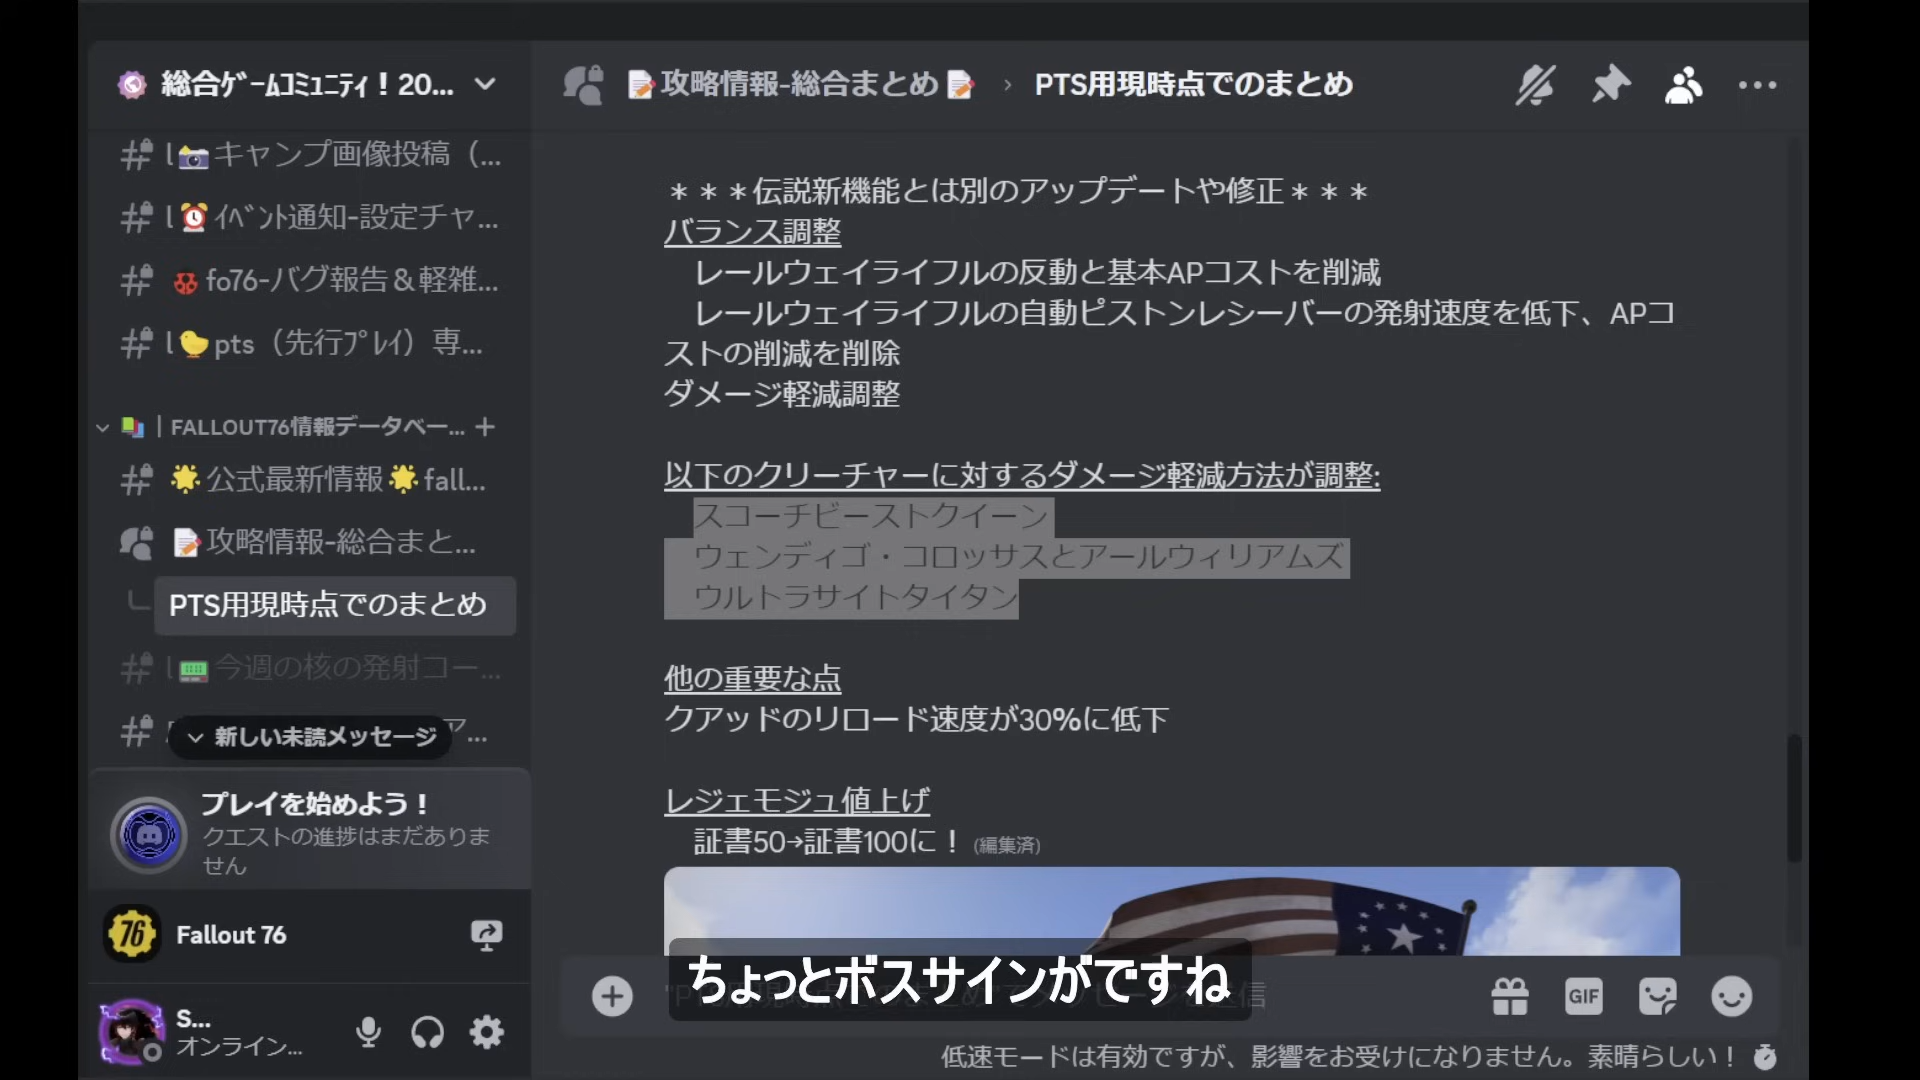 総合ｹﾞｰﾑｺﾐｭﾆﾃｨ！20...
キャンプ画像投稿（...
ｲﾍﾞﾝﾄ通知-設定チャ...
fo76-バグ報告＆軽雑...
pts（先行ﾌﾟﾚｲ）専...
FALLOUT76情報データベー...
公式最新情報🌟fall...
攻略情報-総合まと...
PTS用現時点でのまとめ
今週の核の発射コー...
新しい未読メッセージ
プレイを始めよう！
クエストの進捗はまだありま
せん
76
Fallout 76
S...
オンライン...
攻略情報-総合まとめ📝 › PTS用現時点でのまとめ
＊＊＊伝説新機能とは別のアップデートや修正＊＊＊
バランス調整
レールウェイライフルの反動と基本APコストを削減
レールウェイライフルの自動ピストンレシーバーの発射速度を低下、APコ
ストの削減を削除
ダメージ軽減調整
以下のクリーチャーに対するダメージ軽減方法が調整:
スコーチビーストクイーン
ウェンディゴ・コロッサスとアールウィリアムズ
ウルトラサイトタイタン
他の重要な点
クアッドのリロード速度が30%に低下
レジェモジュ値上げ
証書50→証書100に！ (編集済)
ちょっとボスサインがですね
GIF
低速モードは有効ですが、影響をお受けになりません。素晴らしい！